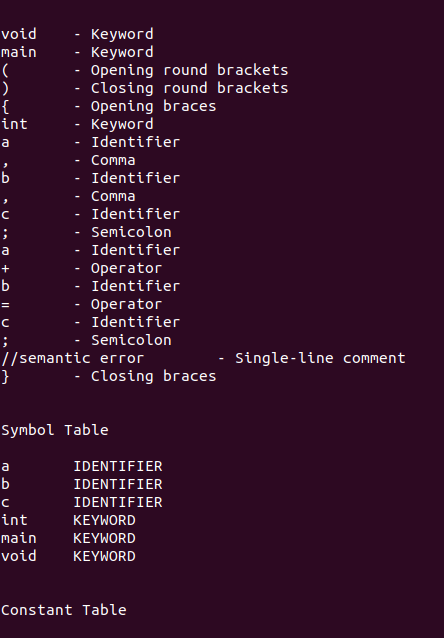 void - Keyword
main - Keyword
( - Opening round brackets
) - Closing round brackets
{ - Opening braces
int - Keyword
a - Identifier
, - Comma
b - Identifier
, - Comma
c - Identifier
; - Semicolon
a - Identifier
+ - Operator
b - Identifier
= - Operator
c - Identifier
; - Semicolon
//semantic error - Single-line comment
} - Closing braces
Symbol Table
a IDENTIFIER
b IDENTIFIER
c IDENTIFIER
int KEYWORD
main KEYWORD
void KEYWORD
Constant Table